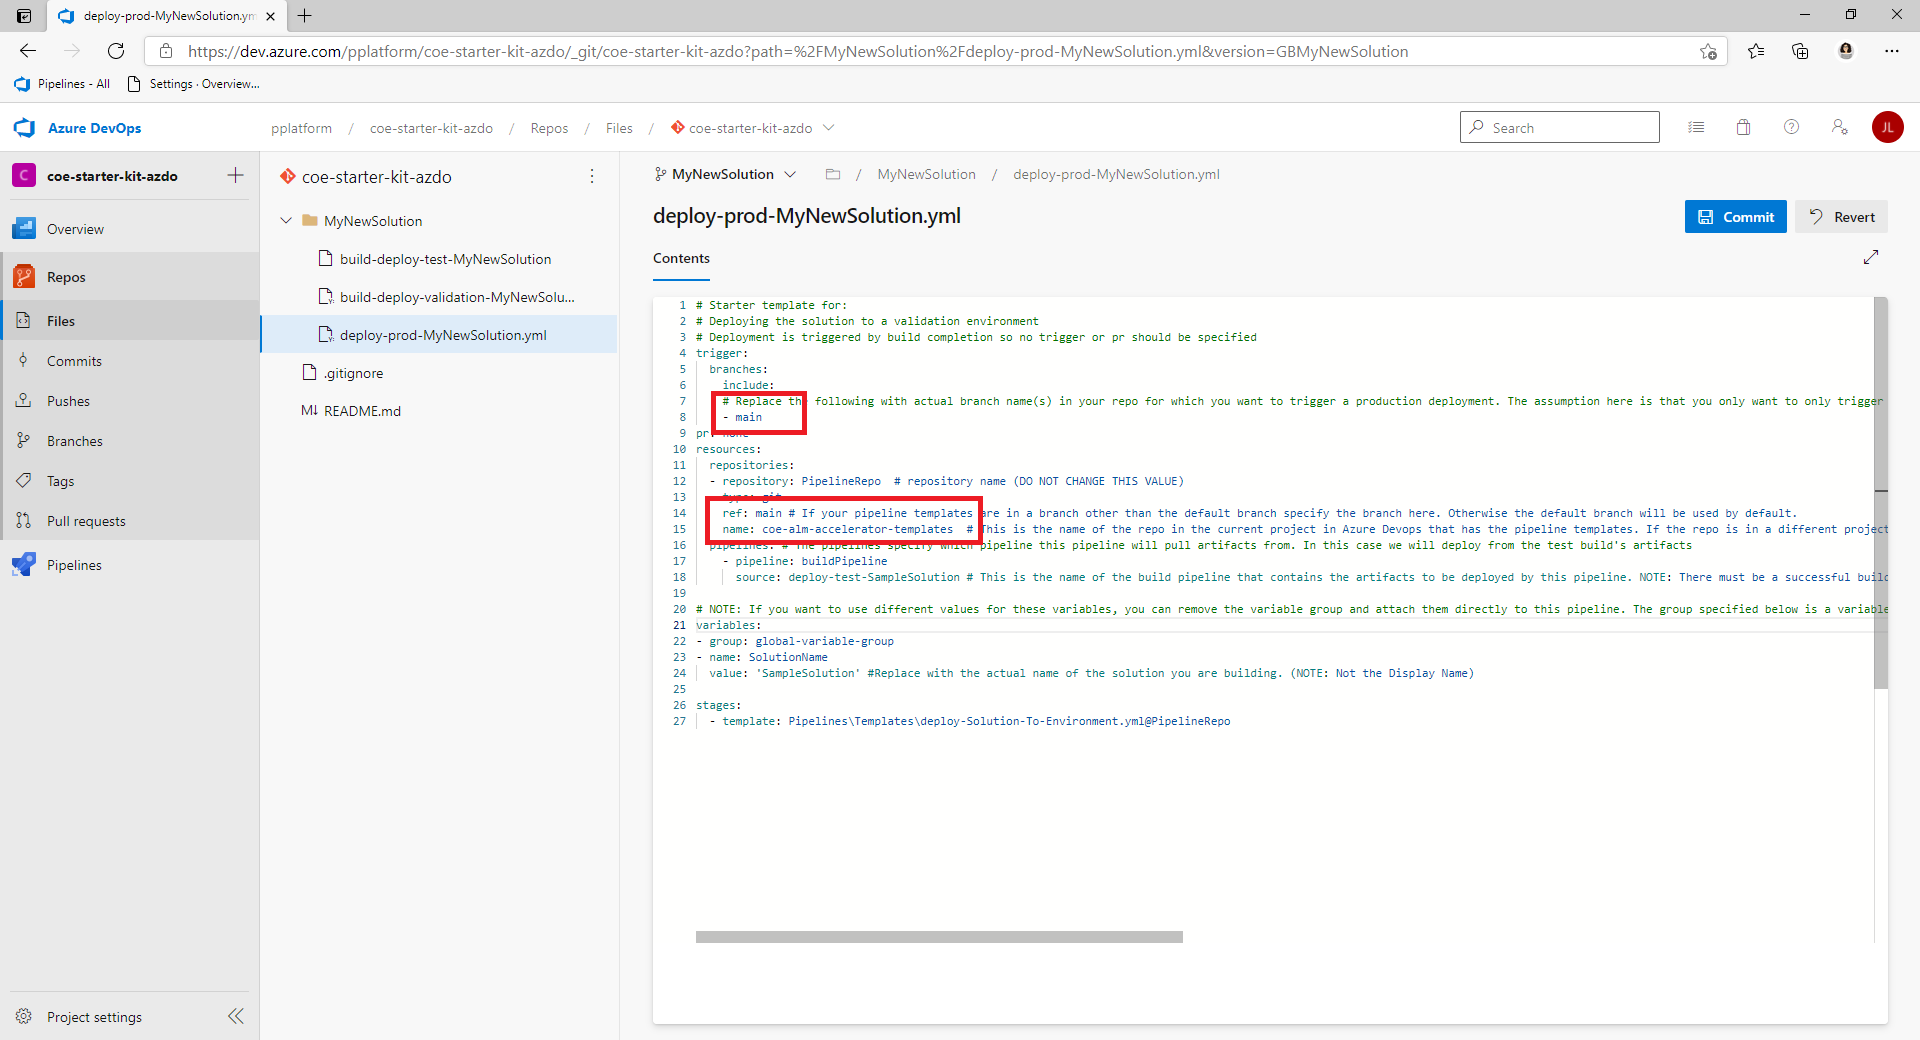 deploy-prod-MyNewSolution.ym
https://dev.azure.com/pplatform/coe-starter-kit-azdo/_git/coe-starter-kit-azdo?path=%2FMyNewSolution%2Fdeploy-prod-MyNewSolution.yml&version=GBMyNewSolution
Pipelines - All
Settings · Overview...
Azure DevOps
pplatform / coe-starter-kit-azdo / Repos / Files / coe-starter-kit-azdo
Search
JL
C coe-starter-kit-azdo
Overview
Repos
Files
Commits
Pushes
Branches
Tags
Pull requests
Pipelines
Project settings
coe-starter-kit-azdo
MyNewSolution
build-deploy-test-MyNewSolution
build-deploy-validation-MyNewSolu...
deploy-prod-MyNewSolution.yml
.gitignore
M↓ README.md
MyNewSolution / MyNewSolution / deploy-prod-MyNewSolution.yml
deploy-prod-MyNewSolution.yml
Commit
Revert
Contents
1 # Starter template for:
2 # Deploying the solution to a validation environment
3 # Deployment is triggered by build completion so no trigger or pr should be specified
4 trigger:
5 branches:
6 include:
7 # Replace the following with actual branch name(s) in your repo for which you want to trigger a production deployment. The assumption here is that you only want to only trigger
8 - main
9 pr: none
10 resources:
11 repositories:
12 - repository: PipelineRepo # repository name (DO NOT CHANGE THIS VALUE)
13 type: git
14 ref: main # If your pipeline templates are in a branch other than the default branch specify the branch here. Otherwise the default branch will be used by default.
15 name: coe-alm-accelerator-templates # This is the name of the repo in the current project in Azure Devops that has the pipeline templates. If the repo is in a different project
16 pipelines: # The pipelines specify which pipeline this pipeline will pull artifacts from. In this case we will deploy from the test build's artifacts
17 - pipeline: buildPipeline
18 source: deploy-test-SampleSolution # This is the name of the build pipeline that contains the artifacts to be deployed by this pipeline. NOTE: There must be a successful buil
19
20 # NOTE: If you want to use different values for these variables, you can remove the variable group and attach them directly to this pipeline. The group specified below is a variable
21 variables:
22 - group: global-variable-group
23 - name: SolutionName
24 value: 'SampleSolution' #Replace with the actual name of the solution you are building. (NOTE: Not the Display Name)
25
26 stages:
27 - template: Pipelines\Templates\deploy-Solution-To-Environment.yml@PipelineRepo